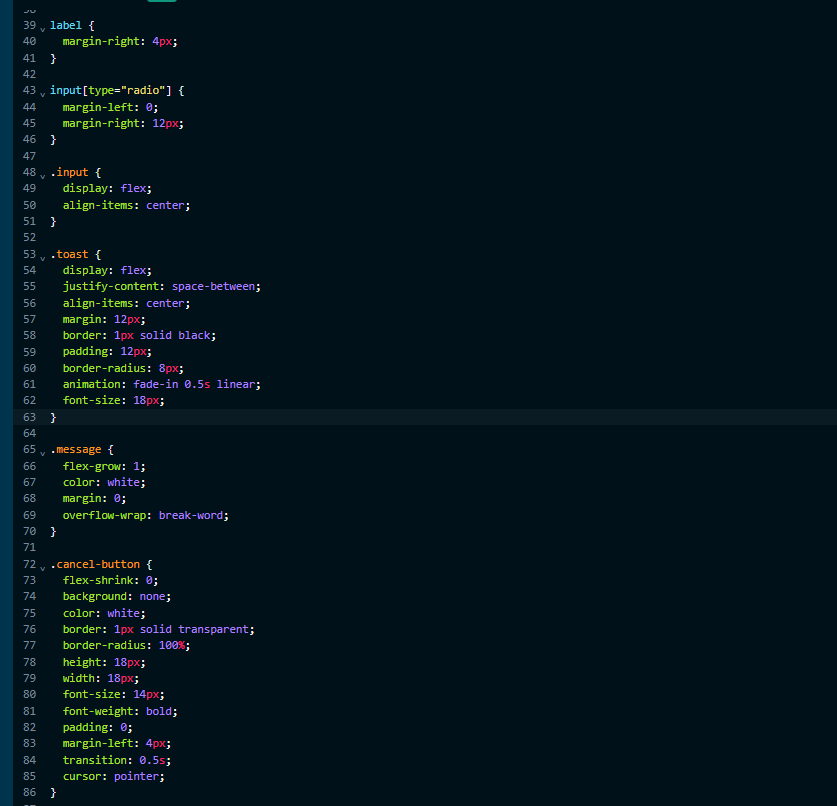 39 label {
40 margin-right: 4px;
41 }
42
43 input[type="radio"] {
44 margin-left: 0;
45 margin-right: 12px;
46 }
47
48 .input {
49 display: flex;
50 align-items: center;
51 }
52
53 .toast {
54 display: flex;
55 justify-content: space-between;
56 align-items: center;
57 margin: 12px;
58 border: 1px solid black;
59 padding: 12px;
60 border-radius: 8px;
61 animation: fade-in 0.5s linear;
62 font-size: 18px;
63 }
64
65 .message {
66 flex-grow: 1;
67 color: white;
68 margin: 0;
69 overflow-wrap: break-word;
70 }
71
72 .cancel-button {
73 flex-shrink: 0;
74 background: none;
75 color: white;
76 border: 1px solid transparent;
77 border-radius: 100%;
78 height: 18px;
79 width: 18px;
80 font-size: 14px;
81 font-weight: bold;
82 padding: 0;
83 margin-left: 4px;
84 transition: 0.5s;
85 cursor: pointer;
86 }